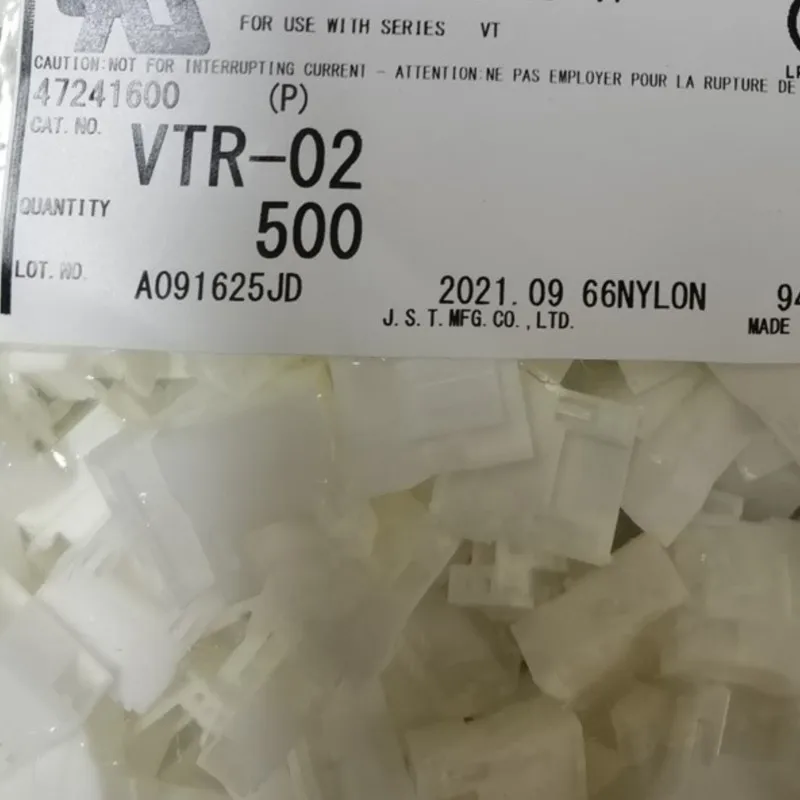 FOR USE WITH SERIES VT
CAUTION:NOT FOR INTERRUPTING CURRENT - ATTENTION:NE PAS EMPLOYER POUR LA RUPTURE DE
47241600 (P)
CAT. NO. VTR-02
QUANTITY 500
LOT. NO. A091625JD 2021.09 66NYLON 94
J.S.T.MFG.CO.,LTD. MADE